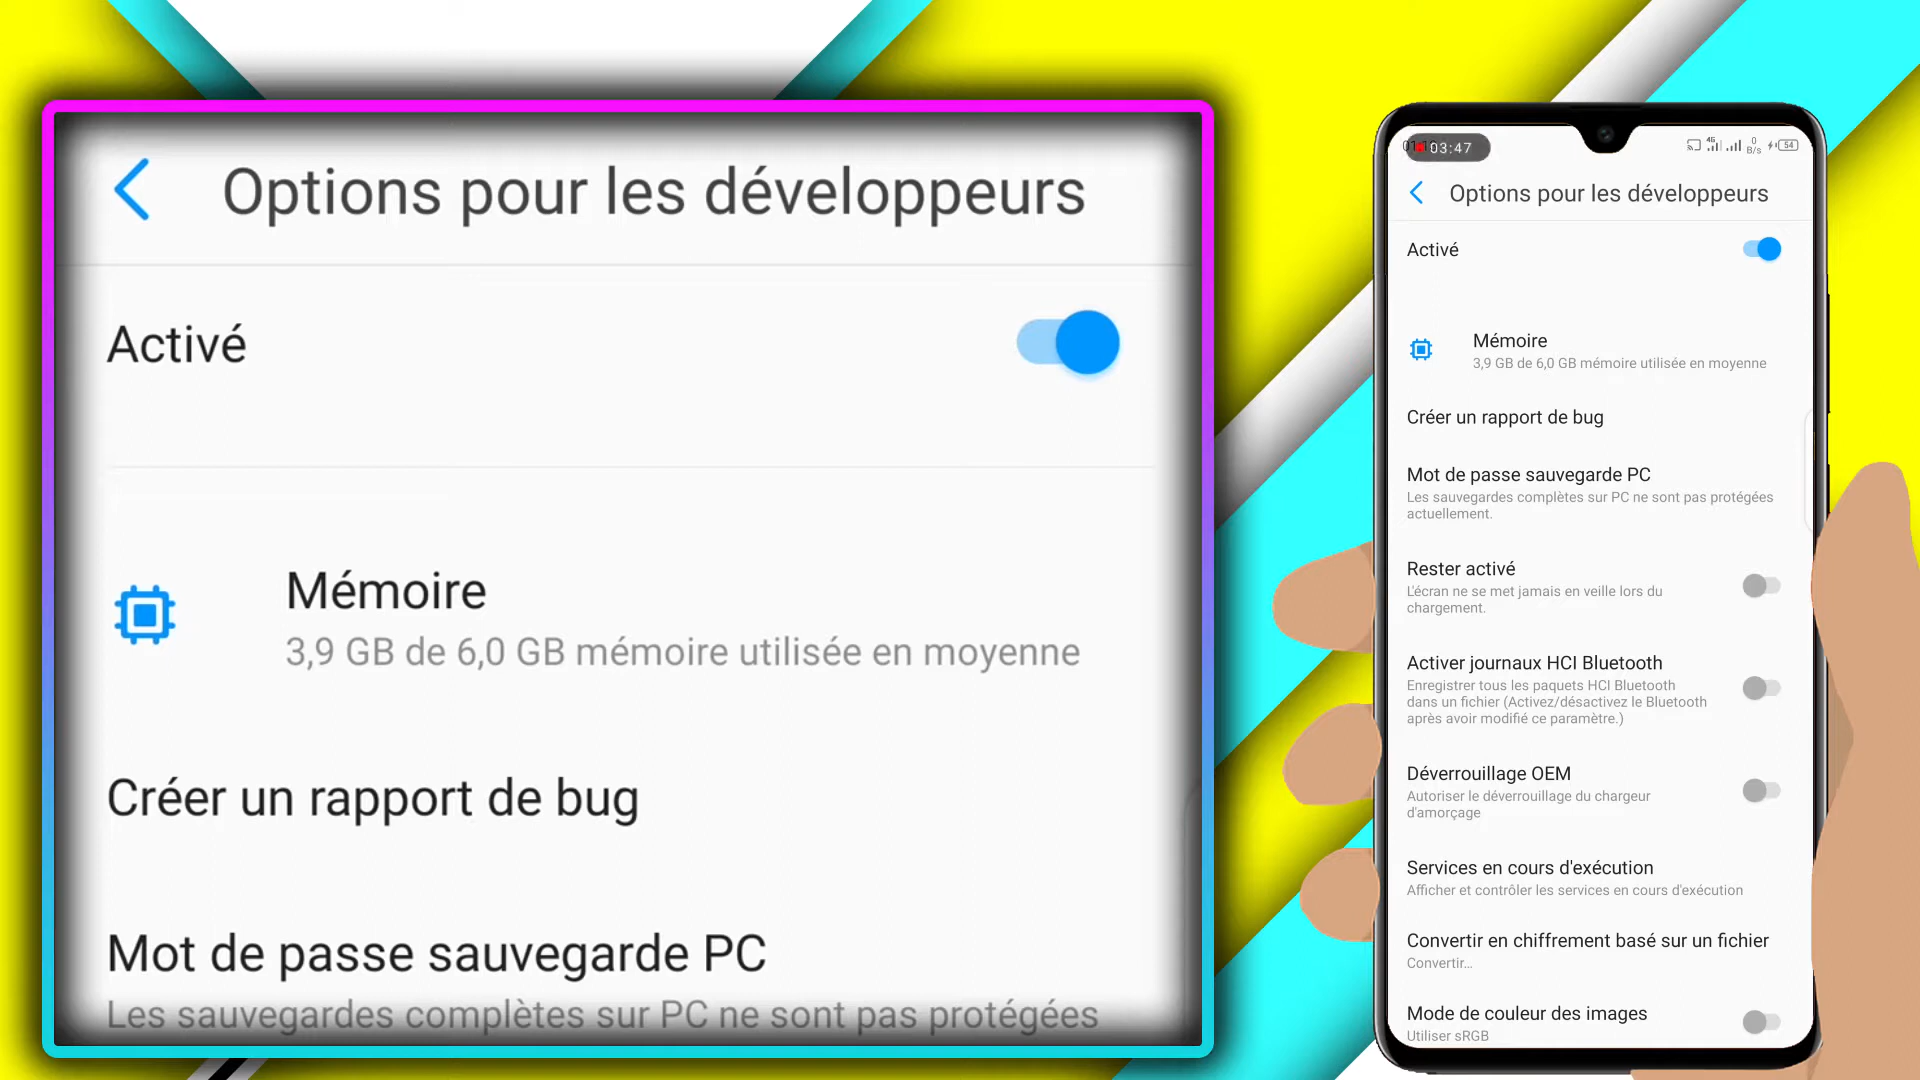 Options pour les développeurs
Activé
Mémoire
3,9 GB de 6,0 GB mémoire utilisée en moyenne
Créer un rapport de bug
Mot de passe sauvegarde PC
Les sauvegardes complètes sur PC ne sont pas protégées
03:47
4G
0
B/s
54
Options pour les développeurs
Activé
Mémoire
3,9 GB de 6,0 GB mémoire utilisée en moyenne
Créer un rapport de bug
Mot de passe sauvegarde PC
Les sauvegardes complètes sur PC ne sont pas protégées
actuellement.
Rester activé
L'écran ne se met jamais en veille lors du
chargement.
Activer journaux HCI Bluetooth
Enregistrer tous les paquets HCI Bluetooth
dans un fichier (Activez/désactivez le Bluetooth
après avoir modifié ce paramètre.)
Déverrouillage OEM
Autoriser le déverrouillage du chargeur
d'amorçage
Services en cours d'exécution
Afficher et contrôler les services en cours d'exécution
Convertir en chiffrement basé sur un fichier
Convertir…
Mode de couleur des images
Utiliser sRGB